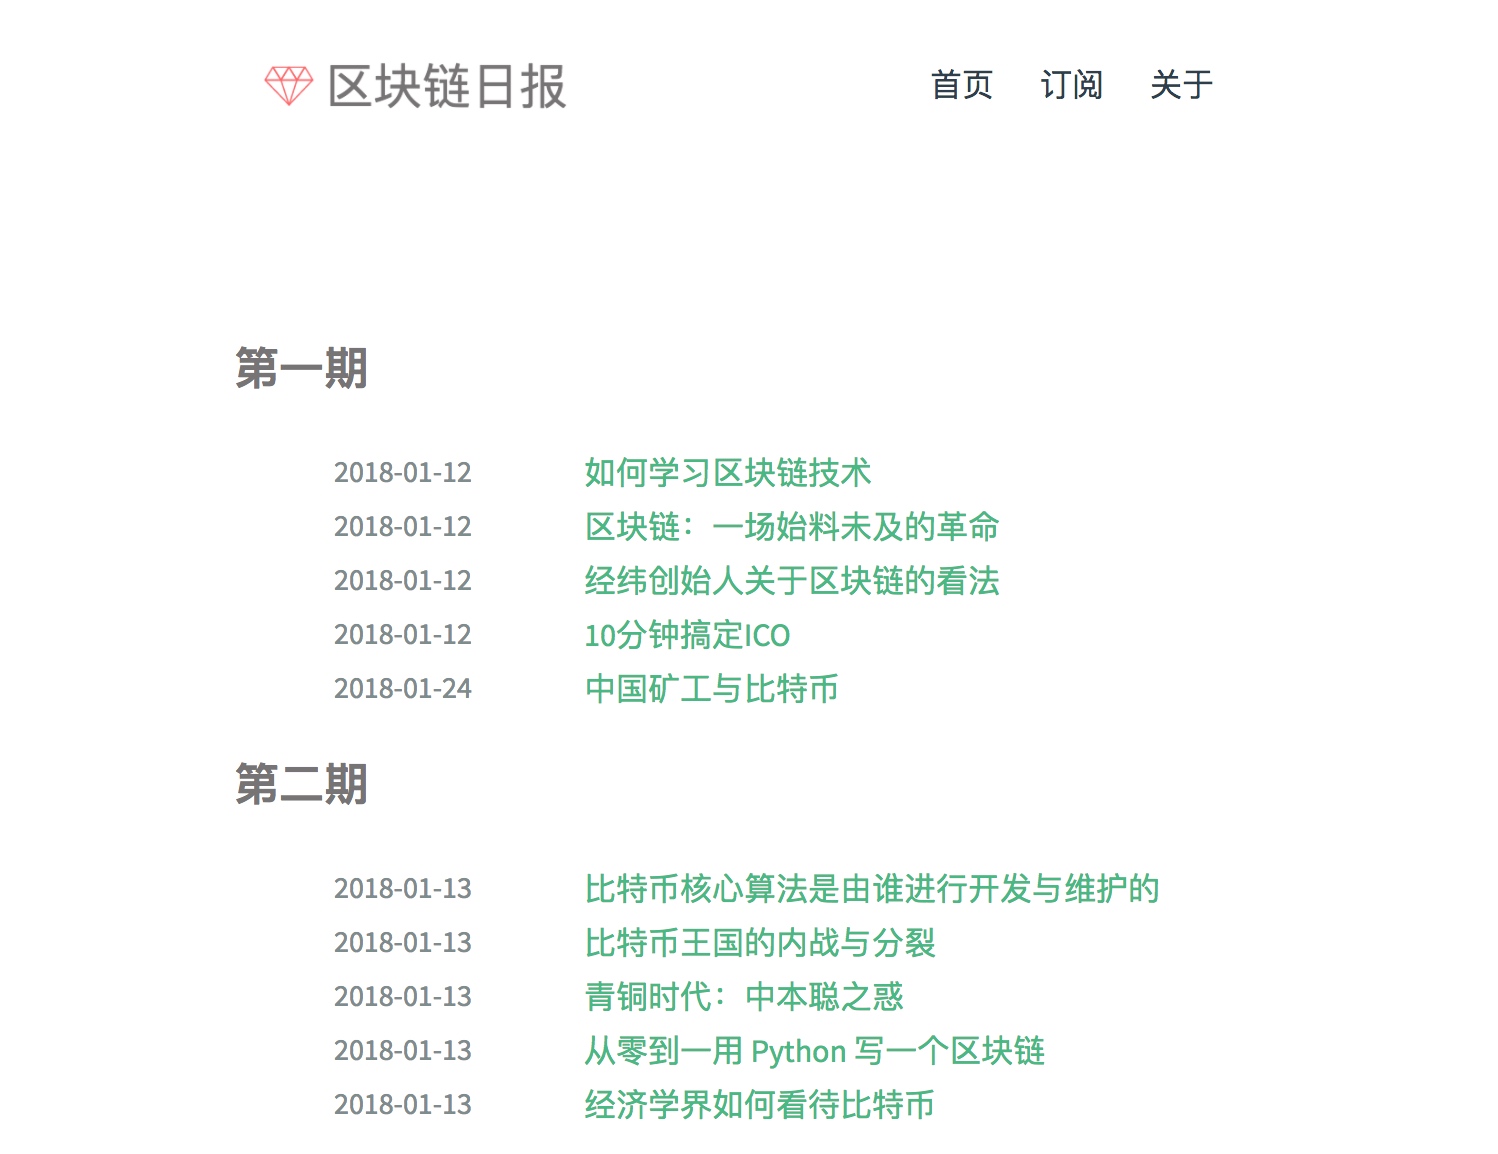 区块链日报
首页 订阅 关于
第一期
2018-01-12 如何学习区块链技术
2018-01-12 区块链：一场始料未及的革命
2018-01-12 经纬创始人关于区块链的看法
2018-01-12 10分钟搞定ICO
2018-01-24 中国矿工与比特币
第二期
2018-01-13 比特币核心算法是由谁进行开发与维护的
2018-01-13 比特币王国的内战与分裂
2018-01-13 青铜时代：中本聪之惑
2018-01-13 从零到一用 Python 写一个区块链
2018-01-13 经济学界如何看待比特币